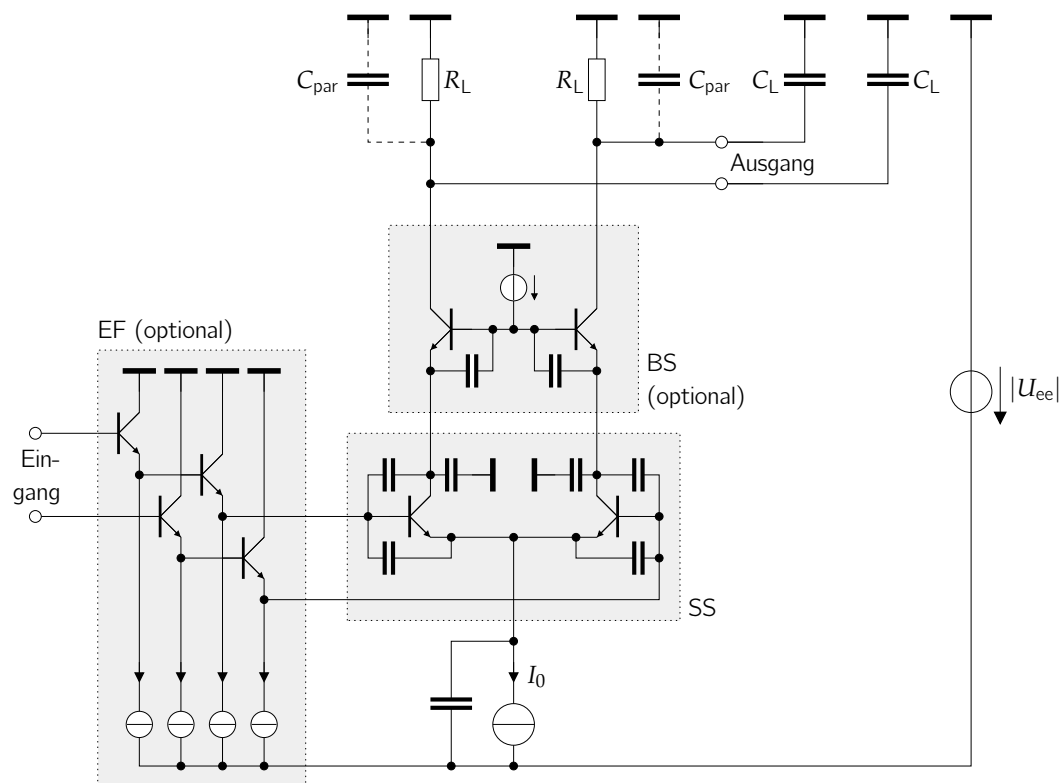 C_par
R_L
R_L
C_par
C_L
C_L
Ausgang
EF (optional)
BS
(optional)
|U_ee|
Ein-
gang
SS
I_0